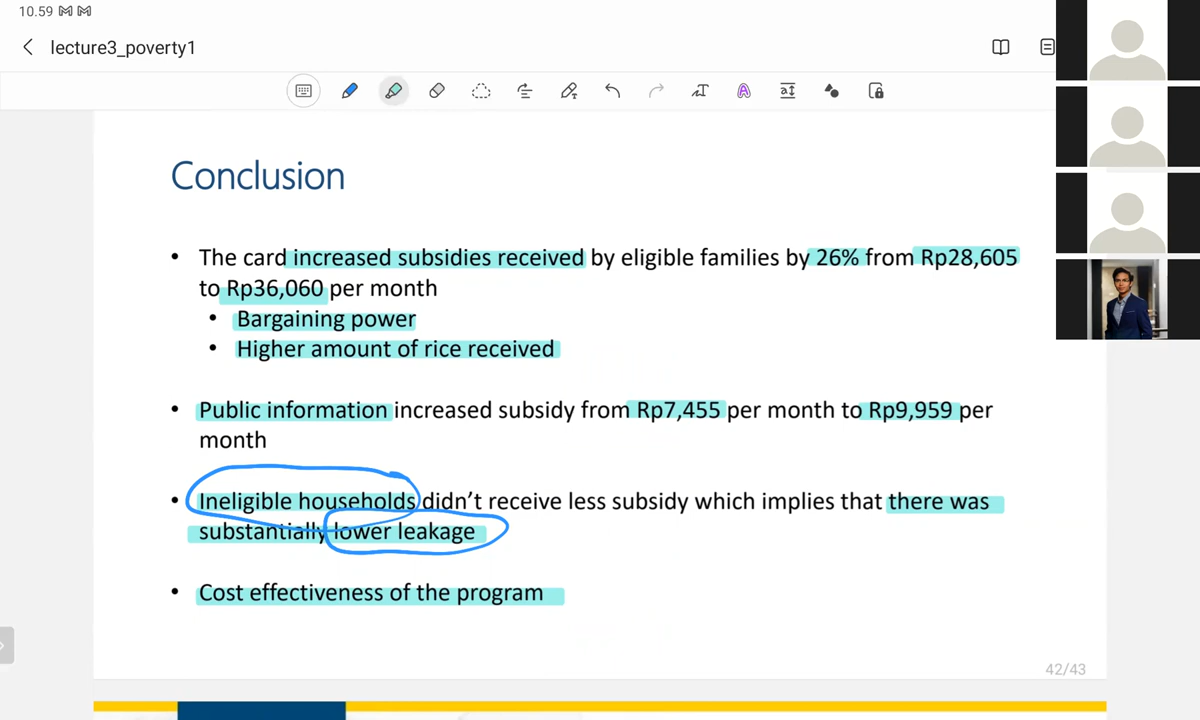 10.59
lecture3_poverty1
Conclusion
• The card increased subsidies received by eligible families by 26% from Rp28,605
to Rp36,060 per month
• Bargaining power
• Higher amount of rice received
• Public information increased subsidy from Rp7,455 per month to Rp9,959 per
month
• Ineligible households didn’t receive less subsidy which implies that there was
substantially lower leakage
• Cost effectiveness of the program
42/43